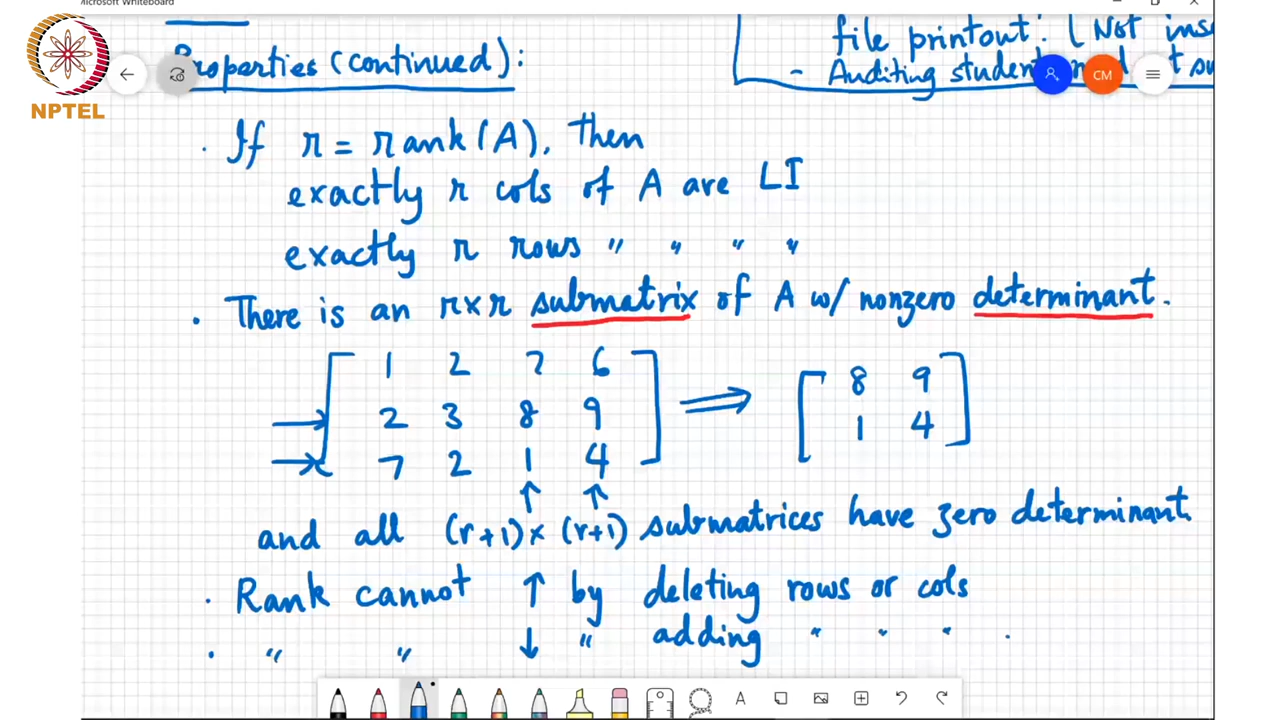 Microsoft Whiteboard
NPTEL
file printout. (Not inse
- Auditing student
Properties (continued):
CM
. If r = rank(A), then
exactly r cols of A are LI
exactly r rows " " " "
. There is an r×r submatrix of A w/ nonzero determinant.
1 2 7 6
2 3 8 9
7 2 1 4
⟹
8 9
1 4
and all (r+1)×(r+1) submatrices have zero determinant.
. Rank cannot ↑ by deleting rows or cols
. " " ↓ " adding " " " .
A